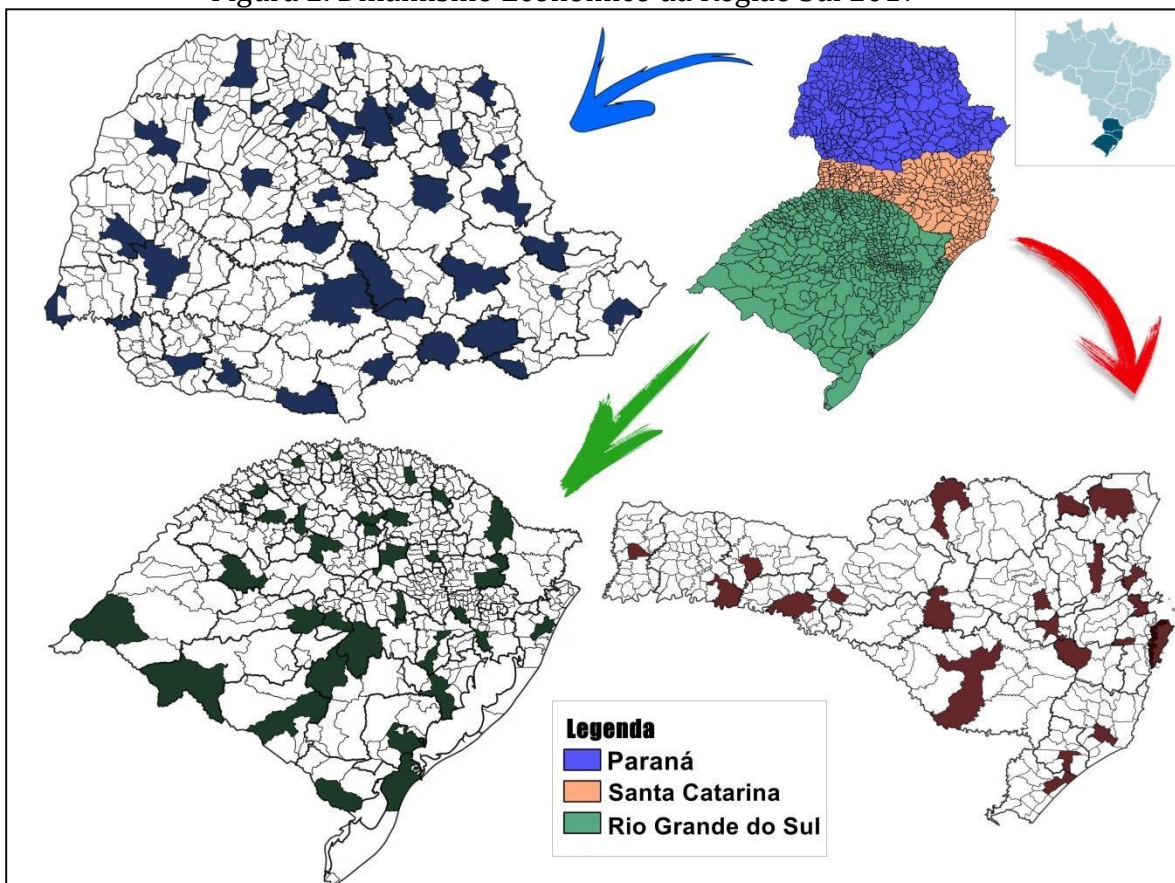 Figura 2: Dinamismo Econômico da Região Sul 2017
Legenda
Paraná
Santa Catarina
Rio Grande do Sul